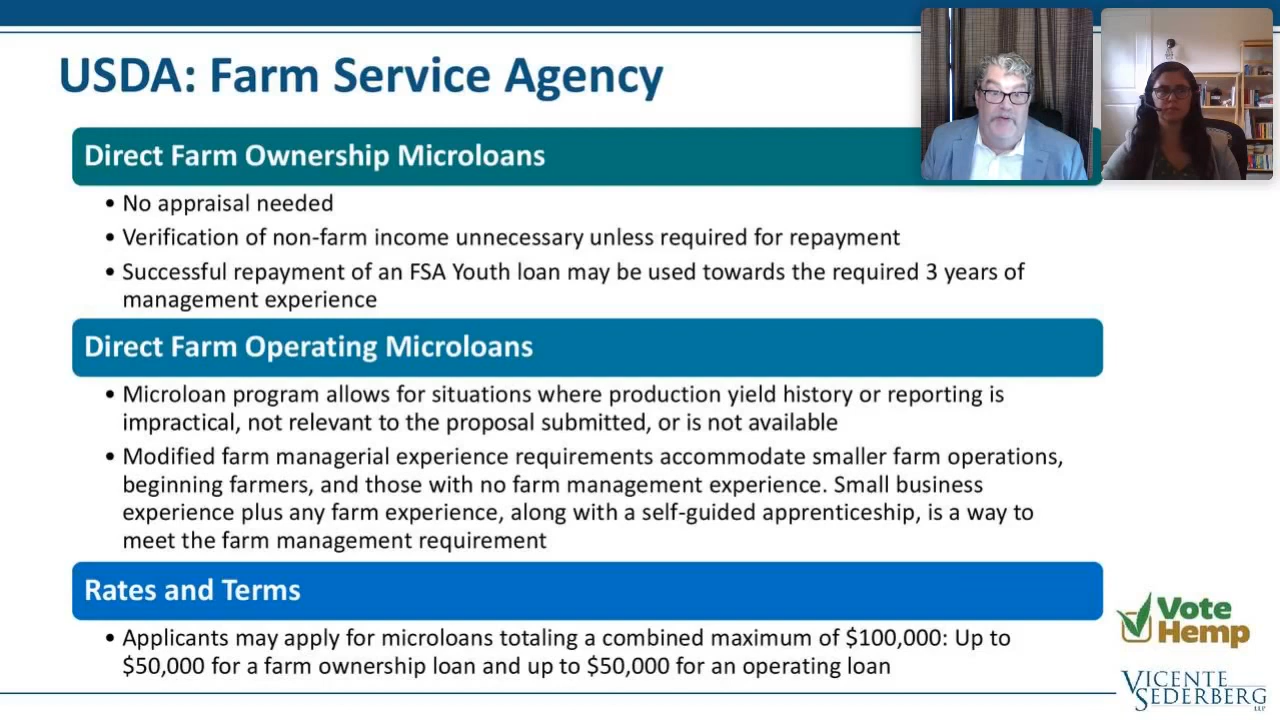 USDA: Farm Service Agency
Direct Farm Ownership Microloans
• No appraisal needed
• Verification of non-farm income unnecessary unless required for repayment
• Successful repayment of an FSA Youth loan may be used towards the required 3 years of
management experience
Direct Farm Operating Microloans
• Microloan program allows for situations where production yield history or reporting is
impractical, not relevant to the proposal submitted, or is not available
• Modified farm managerial experience requirements accommodate smaller farm operations,
beginning farmers, and those with no farm management experience. Small business
experience plus any farm experience, along with a self-guided apprenticeship, is a way to
meet the farm management requirement
Rates and Terms
• Applicants may apply for microloans totaling a combined maximum of $100,000: Up to
$50,000 for a farm ownership loan and up to $50,000 for an operating loan
Vote
Hemp
VICENTE
SEDERBERG
LLP